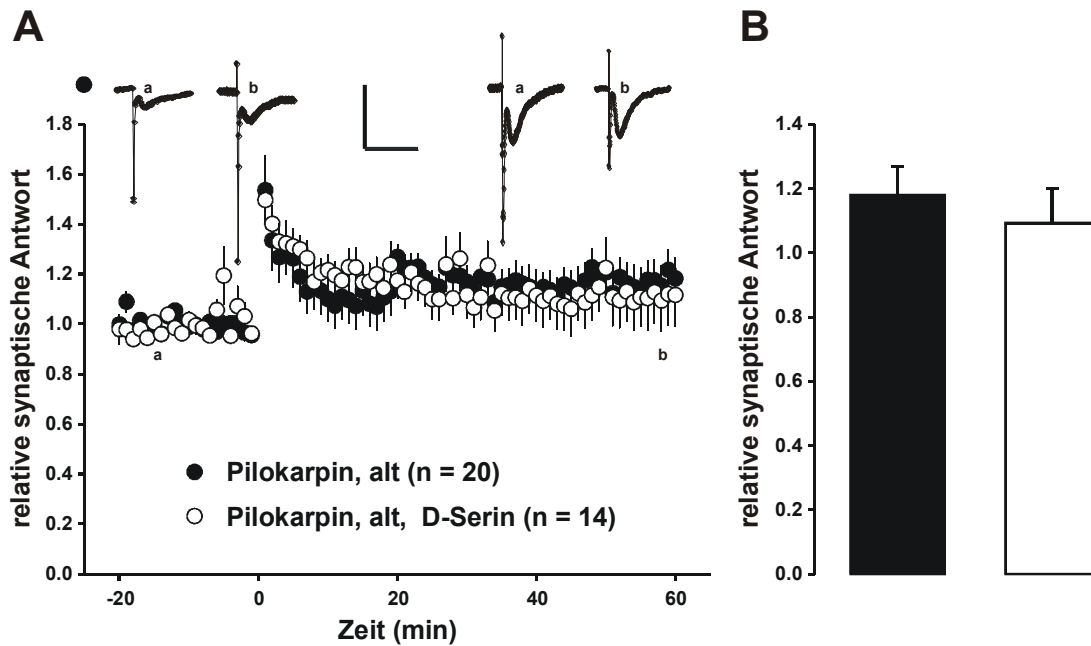 A
B
a
b
a
b
relative synaptische Antwort
1.8
1.6
1.4
1.2
1.0
0.8
0.6
0.4
0.2
0.0
a
b
Pilokarpin, alt (n = 20)
Pilokarpin, alt, D-Serin (n = 14)
-20
0
20
40
60
Zeit (min)
relative synaptische Antwort
1.4
1.2
1.0
0.8
0.6
0.4
0.2
0.0